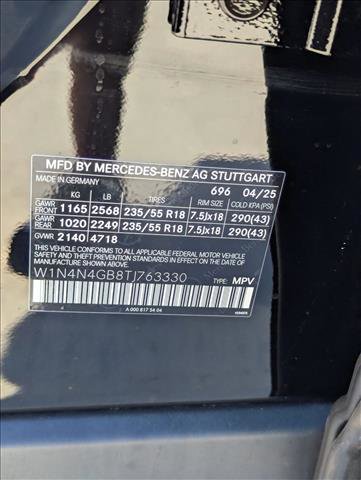 MFD BY MERCEDES-BENZ AG STUTTGART
MADE IN GERMANY 696 04/25
KG LB TIRES RIM SIZE COLD KPA (PSI)
GAWR FRONT 1165 2568 235/55 R18 7.5Jx18 290(43)
GAWR REAR 1020 2249 235/55 R18 7.5Jx18 290(43)
GVWR 2140 4718
THIS VEHICLE CONFORMS TO ALL APPLICABLE FEDERAL MOTOR VEHICLE
SAFETY STANDARDS IN EFFECT ON THE DATE OF MANUFACTURE SHOWN ABOVE.
W1N4N4GB8TJ763330 TYPE: MPV
A 000 817 54 04